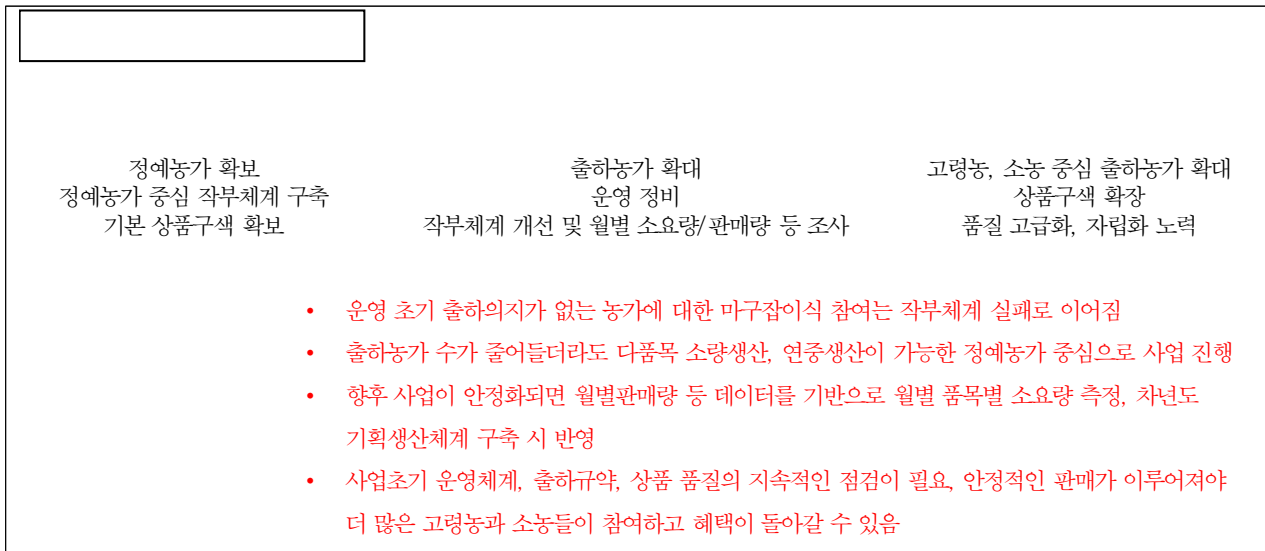 정예농가 확보
정예농가 중심 작부체계 구축
기본 상품구색 확보
출하농가 확대
운영 정비
작부체계 개선 및 월별 소요량/판매량 등 조사
고령농, 소농 중심 출하농가 확대
상품구색 확장
품질 고급화, 자립화 노력
• 운영 초기 출하의지가 없는 농가에 대한 마구잡이식 참여는 작부체계 실패로 이어짐
• 출하농가 수가 줄어들더라도 다품목 소량생산, 연중생산이 가능한 정예농가 중심으로 사업 진행
• 향후 사업이 안정화되면 월별판매량 등 데이터를 기반으로 월별 품목별 소요량 측정, 차년도
기획생산체계 구축 시 반영
• 사업초기 운영체계, 출하규약, 상품 품질의 지속적인 점검이 필요, 안정적인 판매가 이루어져야
더 많은 고령농과 소농들이 참여하고 혜택이 돌아갈 수 있음